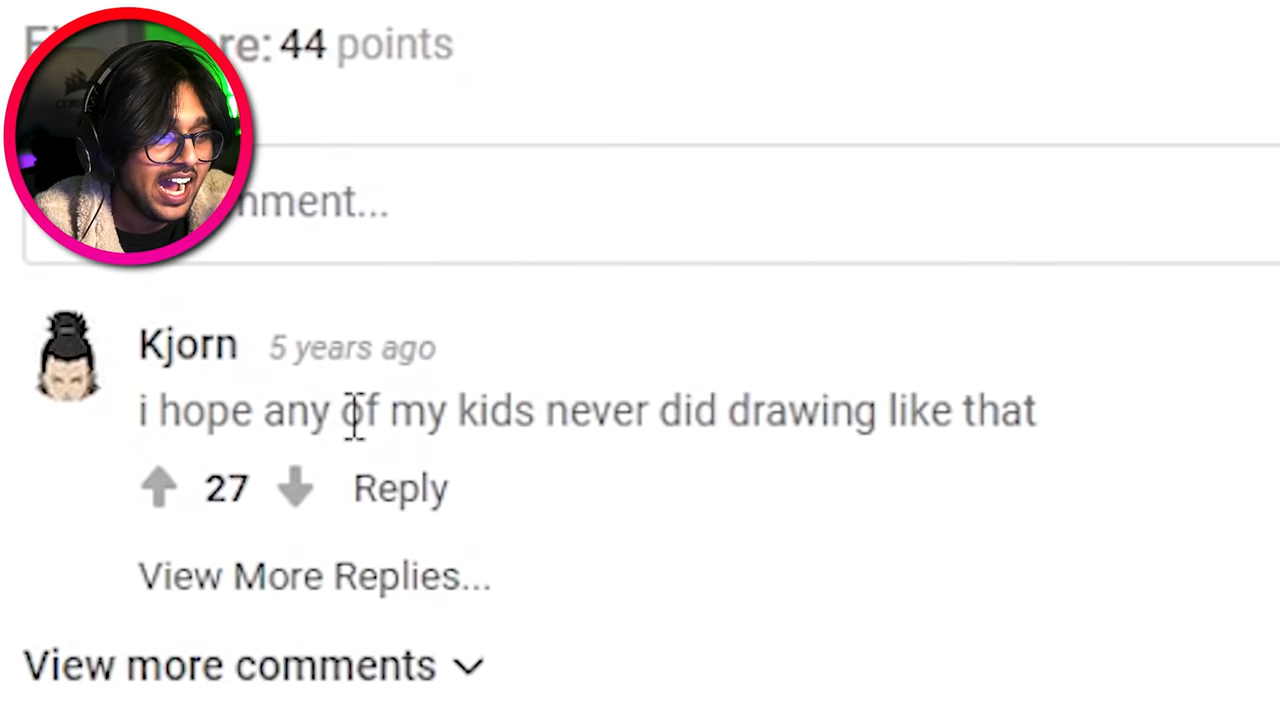 re: 44 points
mment...
Kjorn 5 years ago
i hope any of my kids never did drawing like that
27 Reply
View More Replies...
View more comments